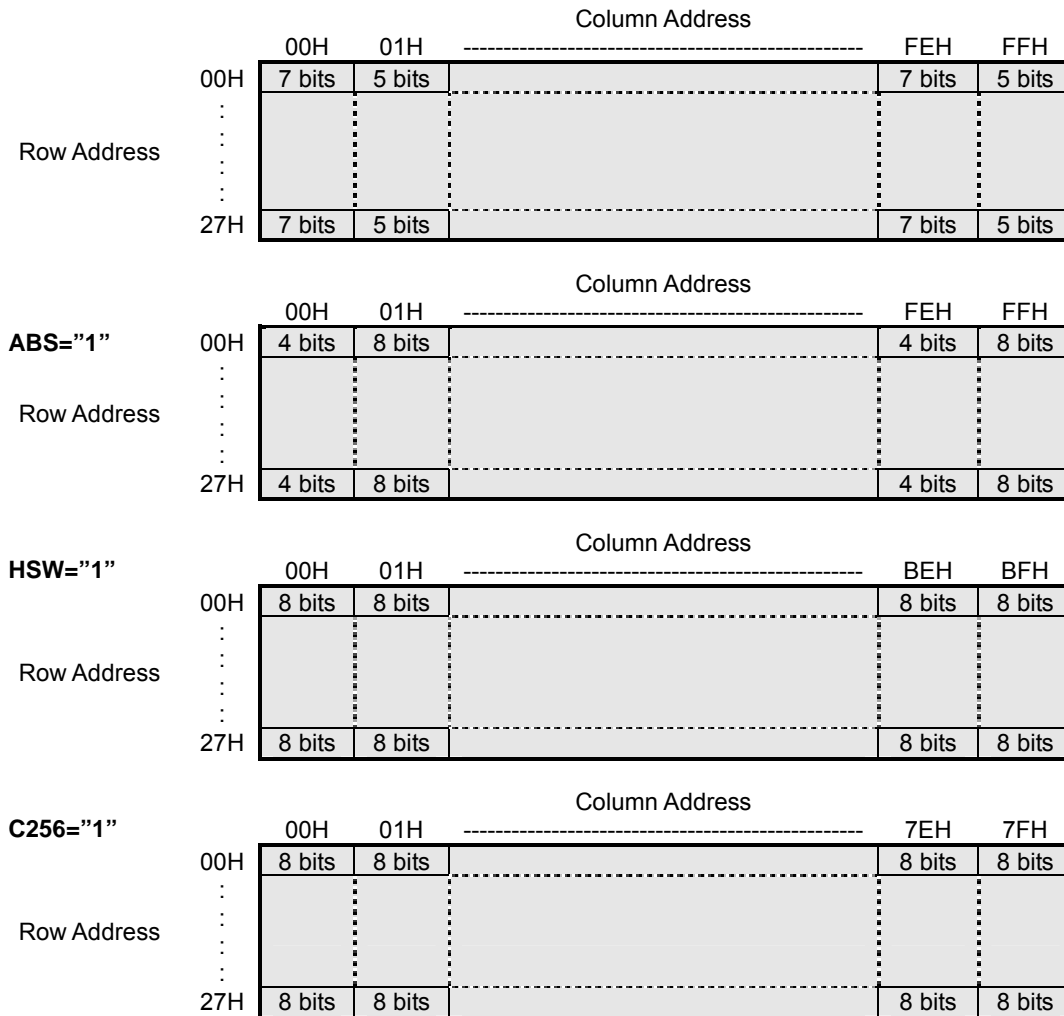 Column Address
00H 01H --------------------------------------------------- FEH FFH
00H 7 bits 5 bits 7 bits 5 bits
:
:
Row Address :
:
:
27H 7 bits 5 bits 7 bits 5 bits
Column Address
00H 01H --------------------------------------------------- FEH FFH
ABS=”1” 00H 4 bits 8 bits 4 bits 8 bits
:
:
Row Address :
:
:
27H 4 bits 8 bits 4 bits 8 bits
Column Address
HSW=”1” 00H 01H --------------------------------------------------- BEH BFH
00H 8 bits 8 bits 8 bits 8 bits
:
:
Row Address :
:
:
27H 8 bits 8 bits 8 bits 8 bits
Column Address
C256=”1” 00H 01H --------------------------------------------------- 7EH 7FH
00H 8 bits 8 bits 8 bits 8 bits
:
:
Row Address :
:
:
27H 8 bits 8 bits 8 bits 8 bits